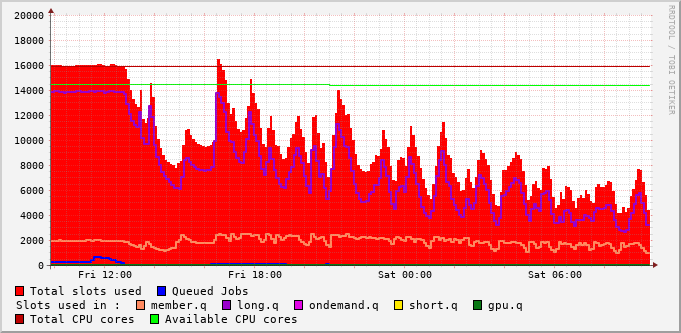 20000
18000
16000
14000
12000
10000
8000
6000
4000
2000
0
Fri 12:00 Fri 18:00 Sat 00:00 Sat 06:00
RRDTOOL / TOBI OETIKER
Total slots used Queued Jobs
Slots used in : member.q long.q ondemand.q short.q gpu.q
Total CPU cores Available CPU cores